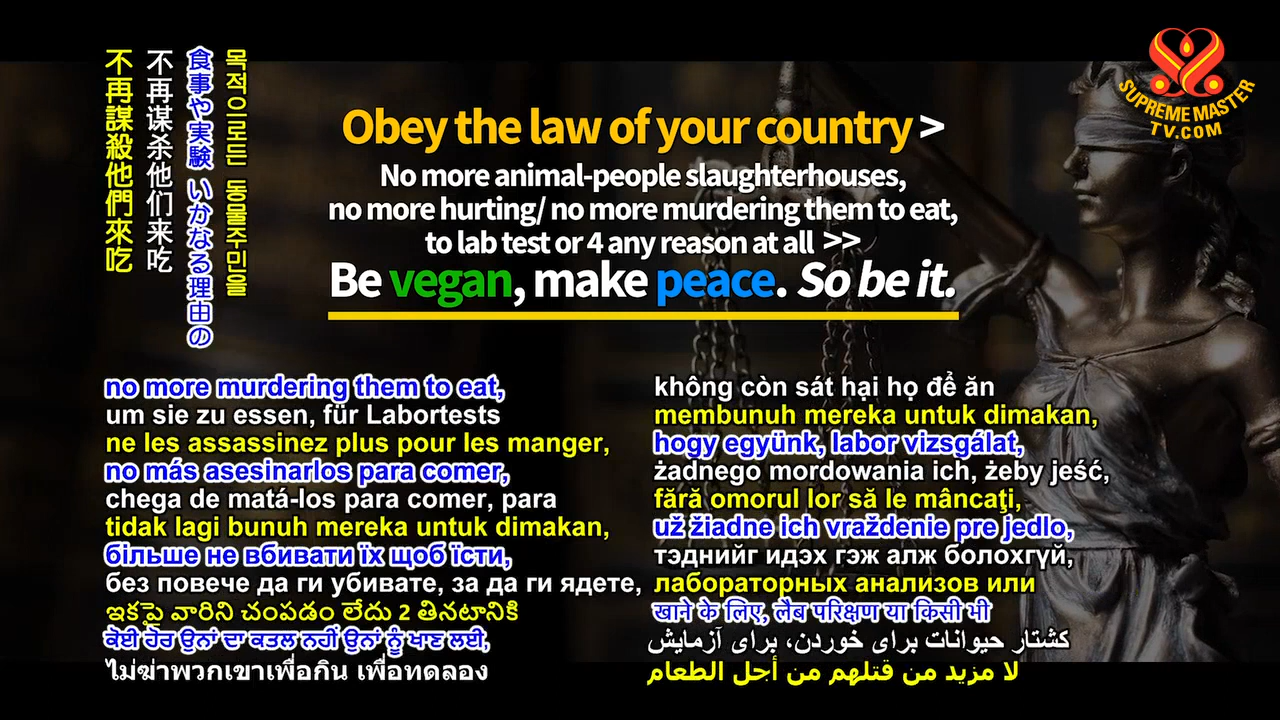 不再謀殺他們來吃
不再谋杀他们来吃
食事や実験 いかなる理由の
목적으로든 동물주민을
SUPREME MASTER
TV.COM
Obey the law of your country >
No more animal-people slaughterhouses,
no more hurting/ no more murdering them to eat,
to lab test or 4 any reason at all >>
Be vegan, make peace. So be it.
no more murdering them to eat,
um sie zu essen, für Labortests
ne les assassinez plus pour les manger,
no más asesinarlos para comer,
chega de matá-los para comer, para
tidak lagi bunuh mereka untuk dimakan,
більше не вбивати їх щоб їсти,
без повече да ги убивате, за да ги ядете,
ఇకపై వారిని చంపడం లేదు 2 తినటానికి
ਕੋਈ ਹੋਰ ਉਨਾਂ ਦਾ ਕਤਲ ਨਹੀਂ ਉਨਾਂ ਨੂੰ ਖਾਣ ਲਈ,
ไม่ฆ่าพวกเขาเพื่อกิน เพื่อทดลอง
không còn sát hại họ để ăn
membunuh mereka untuk dimakan,
hogy együnk, labor vizsgálat,
żadnego mordowania ich, żeby jeść,
fără omorul lor să le mâncaţi,
už žiadne ich vraždenie pre jedlo,
тэднийг идэх гэж алж болохгүй,
лабораторных анализов или
खाने के लिए, लैब परिक्षण या किसी भी
کشتار حیوانات برای خوردن، برای آزمایش
لا مزيد من قتلهم من أجل الطعام